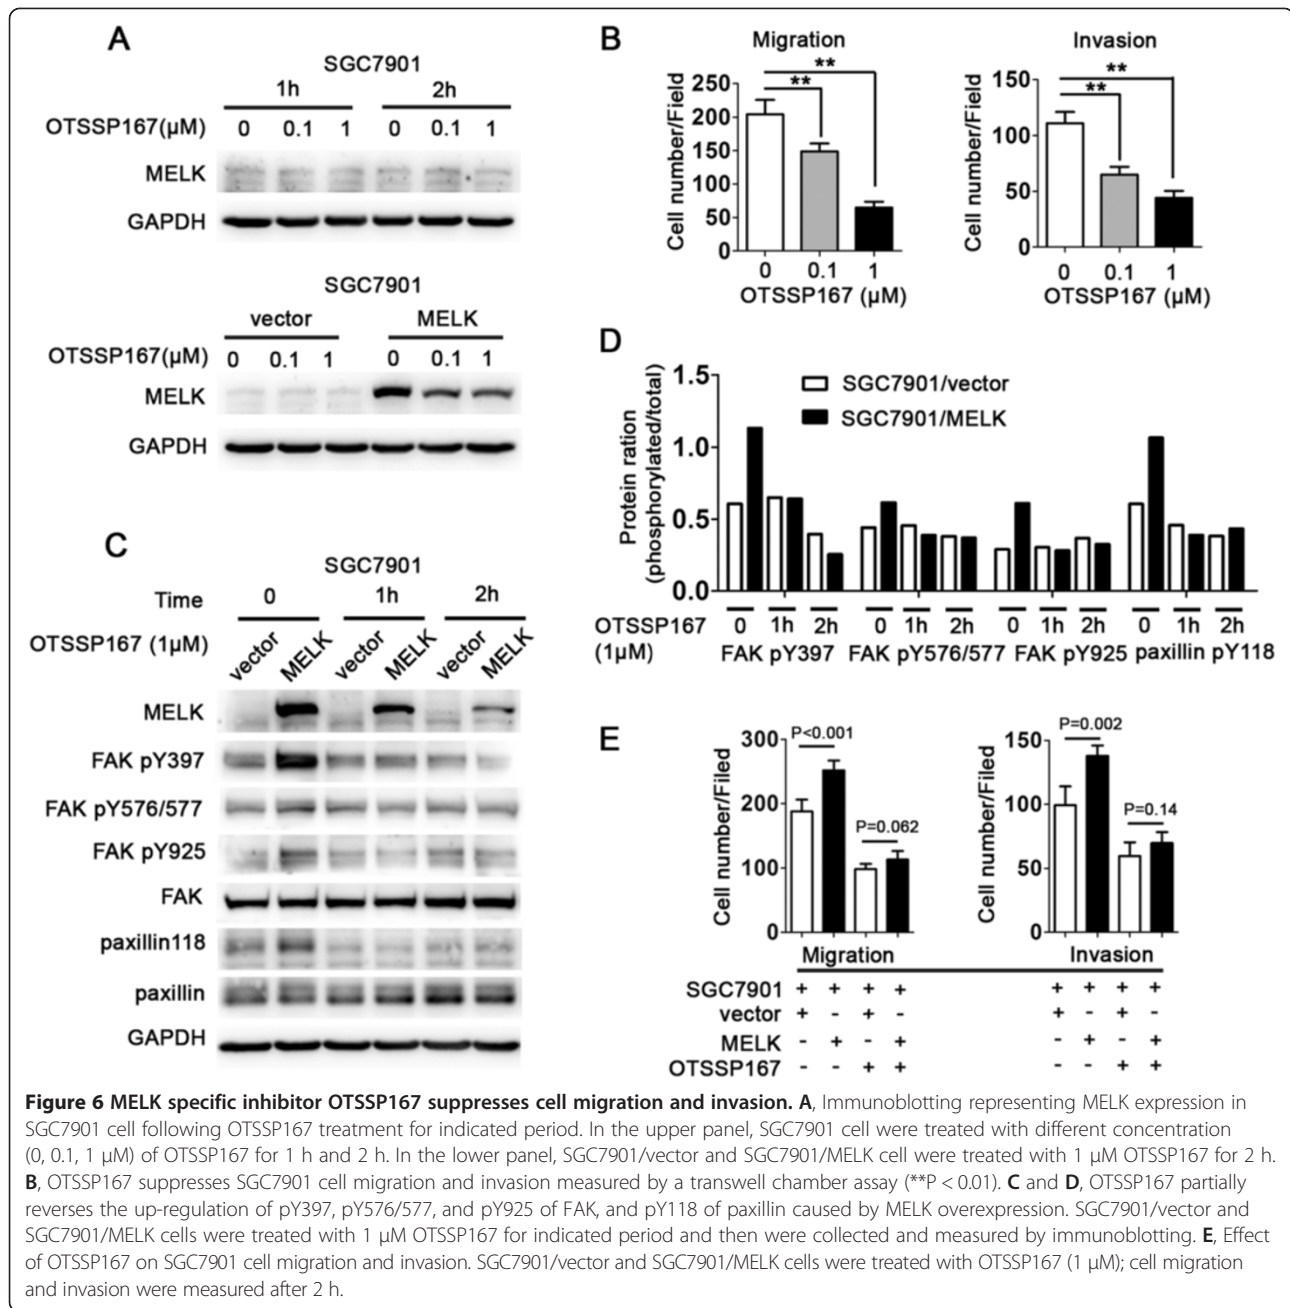 A
SGC7901
1h 2h
OTSSP167(μM) 0 0.1 1 0 0.1 1
MELK
GAPDH
SGC7901
vector MELK
OTSSP167(μM) 0 0.1 1 0 0.1 1
MELK
GAPDH
B
Migration
Cell number/Field
250
200
150
100
50
0
** **
0 0.1 1
OTSSP167 (μM)
Invasion
Cell number/Field
150
100
50
0
** **
0 0.1 1
OTSSP167 (μM)
C
SGC7901
Time 0 1h 2h
OTSSP167 (1μM) vector MELK vector MELK vector MELK
MELK
FAK pY397
FAK pY576/577
FAK pY925
FAK
paxillin118
paxillin
GAPDH
D
Protein ration
(phosphorylated/total)
1.5
1.0
0.5
0.0
SGC7901/vector
SGC7901/MELK
OTSSP167 0 1h 2h 0 1h 2h 0 1h 2h 0 1h 2h
(1μM) FAK pY397 FAK pY576/577 FAK pY925 paxillin pY118
E
Cell number/Filed
300
200
100
0
P<0.001
P=0.062
Migration
Cell number/Filed
150
100
50
0
P=0.002
P=0.14
Invasion
SGC7901 + + + + + + + +
vector + - + - + - + -
MELK - + - + - + - +
OTSSP167 - - + + - - + +
Figure 6 MELK specific inhibitor OTSSP167 suppresses cell migration and invasion. A, Immunoblotting representing MELK expression in
SGC7901 cell following OTSSP167 treatment for indicated period. In the upper panel, SGC7901 cell were treated with different concentration
(0, 0.1, 1 μM) of OTSSP167 for 1 h and 2 h. In the lower panel, SGC7901/vector and SGC7901/MELK cell were treated with 1 μM OTSSP167 for 2 h.
B, OTSSP167 suppresses SGC7901 cell migration and invasion measured by a transwell chamber assay (**P < 0.01). C and D, OTSSP167 partially
reverses the up-regulation of pY397, pY576/577, and pY925 of FAK, and pY118 of paxillin caused by MELK overexpression. SGC7901/vector and
SGC7901/MELK cells were treated with 1 μM OTSSP167 for indicated period and then were collected and measured by immunoblotting. E, Effect
of OTSSP167 on SGC7901 cell migration and invasion. SGC7901/vector and SGC7901/MELK cells were treated with OTSSP167 (1 μM); cell migration
and invasion were measured after 2 h.